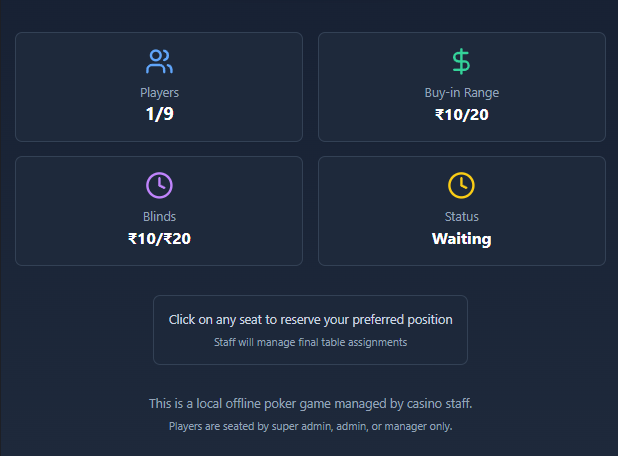 Players
1/9
Buy-in Range
₹10/20
Blinds
₹10/₹20
Status
Waiting
Click on any seat to reserve your preferred position
Staff will manage final table assignments
This is a local offline poker game managed by casino staff.
Players are seated by super admin, admin, or manager only.